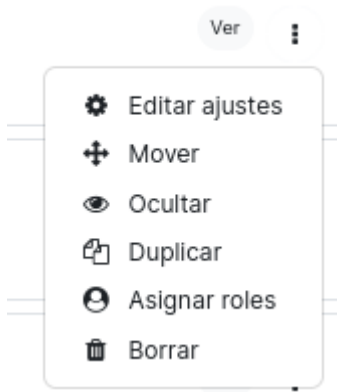 Ver
Editar ajustes
Mover
Ocultar
Duplicar
Asignar roles
Borrar